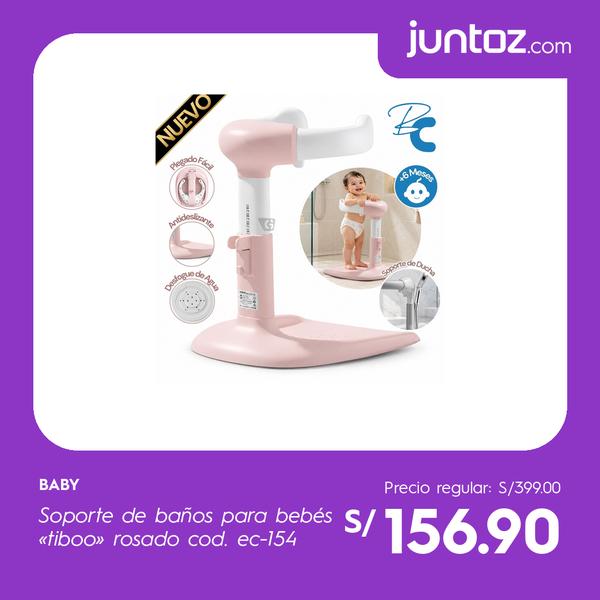 juntoz.com
NUEVO
BC
Plegado Fácil
+6 Meses
Antideslizante
Soporte de Ducha
Desfogue de Agua
BABY
Precio regular: S/399.00
Soporte de baños para bebés
«tiboo» rosado cod. ec-154
S/ 156.90